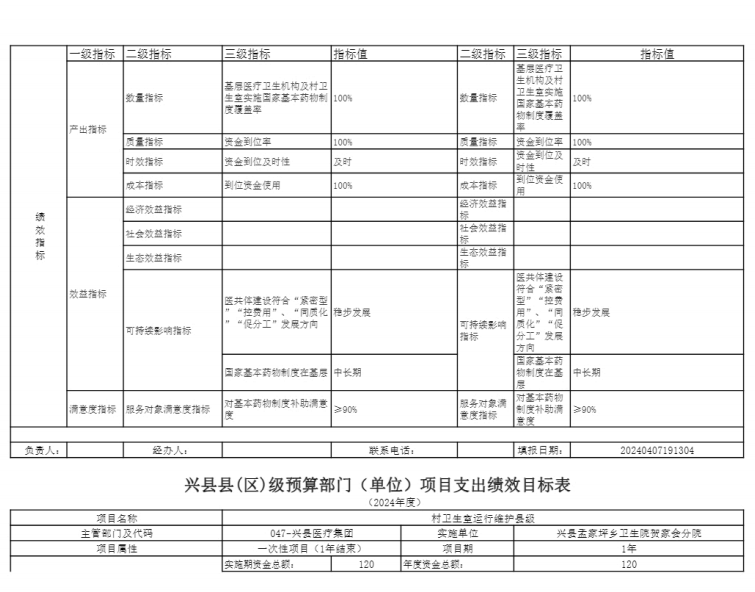 一级指标 二级指标 三级指标 指标值 二级指标 三级指标 指标值
绩效指标
产出指标
数量指标 基层医疗卫生机构及村卫生室实施国家基本药物制度覆盖率 100% 数量指标 基层医疗卫生机构及村卫生室实施国家基本药物制度覆盖率 100%
质量指标 资金到位率 100% 质量指标 资金到位率 100%
时效指标 资金到位及时性 及时 时效指标 资金到位及时性 及时
成本指标 到位资金使用 100% 成本指标 到位资金使用 100%
效益指标
经济效益指标 经济效益指标
社会效益指标 社会效益指标
生态效益指标 生态效益指标
可持续影响指标 医共体建设符合“紧密型”“控费用”、“同质化”“促分工”发展方向 稳步发展 可持续影响指标 医共体建设符合“紧密型”“控费用”、“同质化”“促分工”发展方向 稳步发展
国家基本药物制度在基层 中长期 国家基本药物制度在基层 中长期
满意度指标 服务对象满意度指标 对基本药物制度补助满意度 ≥90% 服务对象满意度指标 对基本药物制度补助满意度 ≥90%
负责人: 经办人: 联系电话: 填报日期: 20240407191304
兴县县(区)级预算部门(单位)项目支出绩效目标表
(2024年度)
项目名称 村卫生室运行维护县级
主管部门及代码 047-兴县医疗集团 实施单位 兴县孟家坪乡卫生院贺家会分院
项目属性 一次性项目(1年结束) 项目期 1年
实施期资金总额: 120 年度资金总额: 120